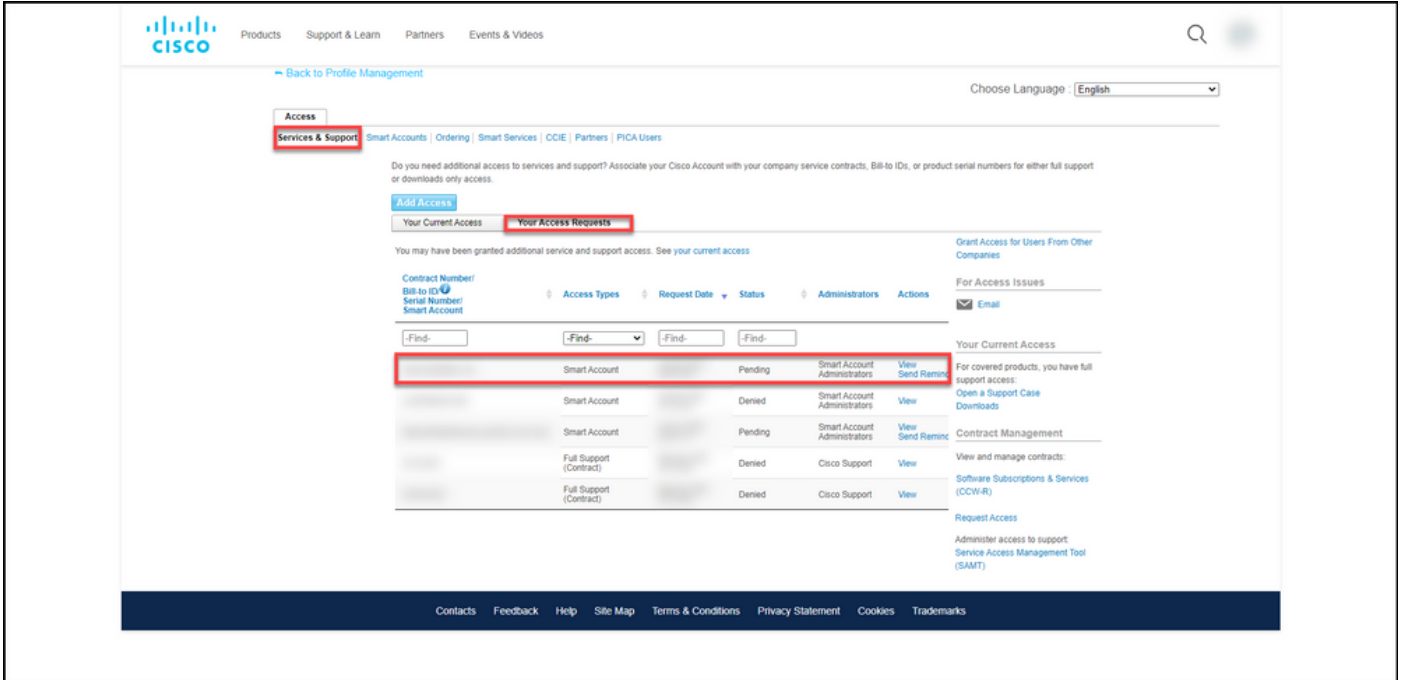 CISCO
Products Support & Learn Partners Events & Videos
Back to Profile Management
Choose Language : English
Access
Services & Support Smart Accounts | Ordering | Smart Services | CCIE | Partners | PICA Users
Do you need additional access to services and support? Associate your Cisco Account with your company service contracts, Bill-to IDs, or product serial numbers for either full support
or downloads only access.
Add Access
Your Current Access Your Access Requests
You may have been granted additional service and support access. See your current access
Contract Number/
Bill-to ID/
Serial Number/
Smart Account
Access Types Request Date Status Administrators Actions
-Find- -Find- -Find- -Find-
Smart Account Pending Smart Account
Administrators View
Send Remind
Smart Account Denied Smart Account
Administrators View
Smart Account Pending Smart Account
Administrators View
Send Remind
Full Support
(Contract) Denied Cisco Support View
Full Support
(Contract) Denied Cisco Support View
Grant Access for Users From Other
Companies
For Access Issues
Email
Your Current Access
For covered products, you have full
support access:
Open a Support Case
Downloads
Contract Management
View and manage contracts:
Software Subscriptions & Services
(CCW-R)
Request Access
Administer access to support:
Service Access Management Tool
(SAMT)
Contacts Feedback Help Site Map Terms & Conditions Privacy Statement Cookies Trademarks